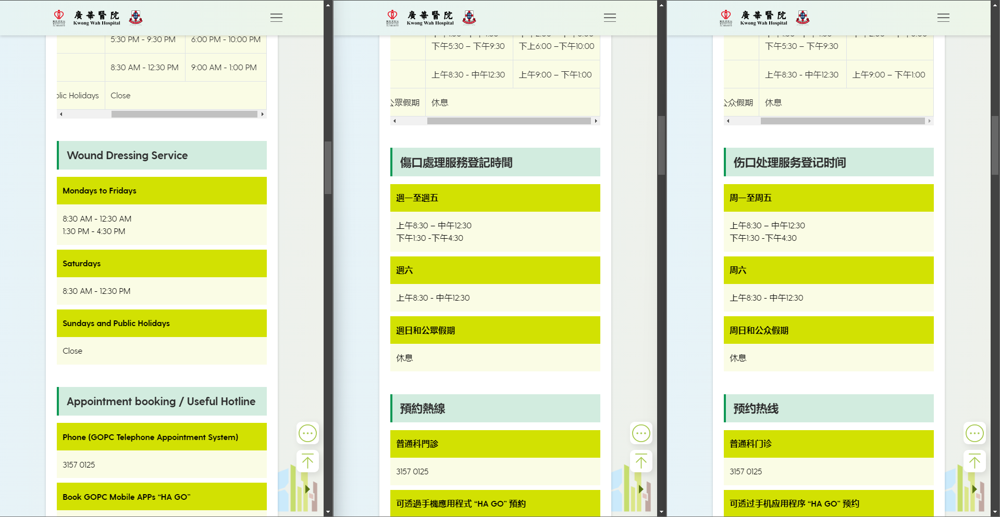 廣華醫院
Kwong Wah Hospital
5:30 PM - 9:30 PM
6:00 PM - 10:00 PM
8:30 AM - 12:30 PM
9:00 AM - 1:00 PM
Holidays
Close
Wound Dressing Service
Mondays to Fridays
8:30 AM - 12:30 AM
1:30 PM - 4:30 PM
Saturdays
8:30 AM - 12:30 PM
Sundays and Public Holidays
Close
Appointment booking / Useful Hotline
Phone (GOPC Telephone Appointment System)
3157 0125
Book GOPC Mobile APPs “HA GO”
廣華醫院
Kwong Wah Hospital
下午5:30 – 下午9:30
下上6:00 –下午10:00
上午8:30 - 中午12:30
上午9:00 – 下午1:00
公眾假期
休息
傷口處理服務登記時間
週一至週五
上午8:30 – 中午12:30
下午1:30 -下午4:30
週六
上午8:30 - 中午12:30
週日和公眾假期
休息
預約熱線
普通科門診
3157 0125
可透過手機應用程式 “HA GO” 預約
廣華醫院
Kwong Wah Hospital
下午5:30 – 下午9:30
上午8:30 - 中午12:30
上午9:00 – 下午1:00
公众假期
休息
伤口处理服务登记时间
周一至周五
上午8:30 – 中午12:30
下午1:30 -下午4:30
周六
上午8:30 - 中午12:30
周日和公众假期
休息
预约热线
普通科门诊
3157 0125
可透过手机应用程序 “HA GO” 预约